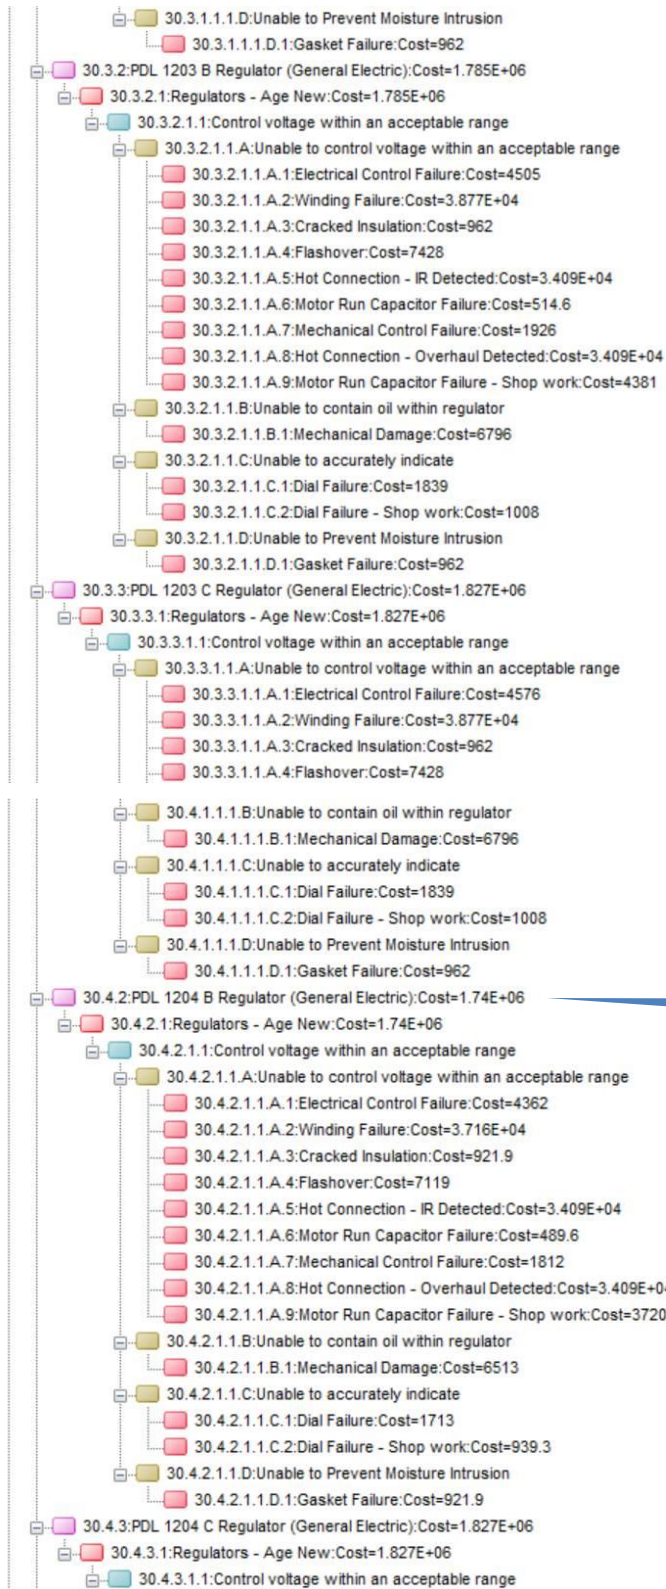 30.3.1.1.1.D:Unable to Prevent Moisture Intrusion
30.3.1.1.1.D.1:Gasket Failure:Cost=962
30.3.2:PDL 1203 B Regulator (General Electric):Cost=1.785E+06
30.3.2.1:Regulators - Age New:Cost=1.785E+06
30.3.2.1.1:Control voltage within an acceptable range
30.3.2.1.1.A:Unable to control voltage within an acceptable range
30.3.2.1.1.A.1:Electrical Control Failure:Cost=4505
30.3.2.1.1.A.2:Winding Failure:Cost=3.877E+04
30.3.2.1.1.A.3:Cracked Insulation:Cost=962
30.3.2.1.1.A.4:Flashover:Cost=7428
30.3.2.1.1.A.5:Hot Connection - IR Detected:Cost=3.409E+04
30.3.2.1.1.A.6:Motor Run Capacitor Failure:Cost=514.6
30.3.2.1.1.A.7:Mechanical Control Failure:Cost=1926
30.3.2.1.1.A.8:Hot Connection - Overhaul Detected:Cost=3.409E+04
30.3.2.1.1.A.9:Motor Run Capacitor Failure - Shop work:Cost=4381
30.3.2.1.1.B:Unable to contain oil within regulator
30.3.2.1.1.B.1:Mechanical Damage:Cost=6796
30.3.2.1.1.C:Unable to accurately indicate
30.3.2.1.1.C.1:Dial Failure:Cost=1839
30.3.2.1.1.C.2:Dial Failure - Shop work:Cost=1008
30.3.2.1.1.D:Unable to Prevent Moisture Intrusion
30.3.2.1.1.D.1:Gasket Failure:Cost=962
30.3.3:PDL 1203 C Regulator (General Electric):Cost=1.827E+06
30.3.3.1:Regulators - Age New:Cost=1.827E+06
30.3.3.1.1:Control voltage within an acceptable range
30.3.3.1.1.A:Unable to control voltage within an acceptable range
30.3.3.1.1.A.1:Electrical Control Failure:Cost=4576
30.3.3.1.1.A.2:Winding Failure:Cost=3.877E+04
30.3.3.1.1.A.3:Cracked Insulation:Cost=962
30.3.3.1.1.A.4:Flashover:Cost=7428
30.4.1.1.1.B:Unable to contain oil within regulator
30.4.1.1.1.B.1:Mechanical Damage:Cost=6796
30.4.1.1.1.C:Unable to accurately indicate
30.4.1.1.1.C.1:Dial Failure:Cost=1839
30.4.1.1.1.C.2:Dial Failure - Shop work:Cost=1008
30.4.1.1.1.D:Unable to Prevent Moisture Intrusion
30.4.1.1.1.D.1:Gasket Failure:Cost=962
30.4.2:PDL 1204 B Regulator (General Electric):Cost=1.74E+06
30.4.2.1:Regulators - Age New:Cost=1.74E+06
30.4.2.1.1:Control voltage within an acceptable range
30.4.2.1.1.A:Unable to control voltage within an acceptable range
30.4.2.1.1.A.1:Electrical Control Failure:Cost=4362
30.4.2.1.1.A.2:Winding Failure:Cost=3.716E+04
30.4.2.1.1.A.3:Cracked Insulation:Cost=921.9
30.4.2.1.1.A.4:Flashover:Cost=7119
30.4.2.1.1.A.5:Hot Connection - IR Detected:Cost=3.409E+04
30.4.2.1.1.A.6:Motor Run Capacitor Failure:Cost=489.6
30.4.2.1.1.A.7:Mechanical Control Failure:Cost=1812
30.4.2.1.1.A.8:Hot Connection - Overhaul Detected:Cost=3.409E+04
30.4.2.1.1.A.9:Motor Run Capacitor Failure - Shop work:Cost=3720
30.4.2.1.1.B:Unable to contain oil within regulator
30.4.2.1.1.B.1:Mechanical Damage:Cost=6513
30.4.2.1.1.C:Unable to accurately indicate
30.4.2.1.1.C.1:Dial Failure:Cost=1713
30.4.2.1.1.C.2:Dial Failure - Shop work:Cost=939.3
30.4.2.1.1.D:Unable to Prevent Moisture Intrusion
30.4.2.1.1.D.1:Gasket Failure:Cost=921.9
30.4.3:PDL 1204 C Regulator (General Electric):Cost=1.827E+06
30.4.3.1:Regulators - Age New:Cost=1.827E+06
30.4.3.1.1:Control voltage within an acceptable range